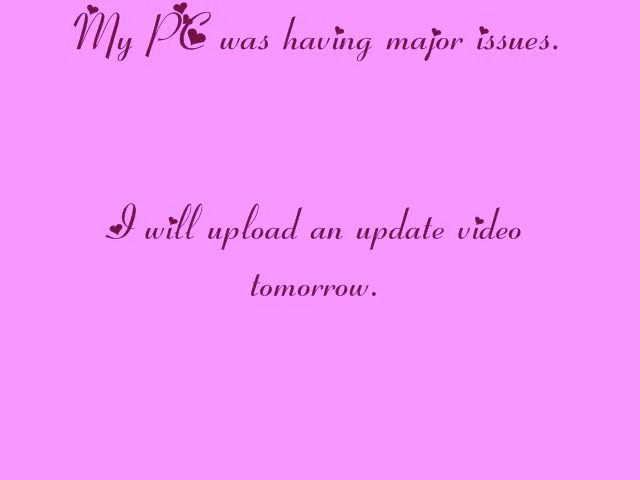 My PC was having major issues.
I will upload an update video
tomorrow.